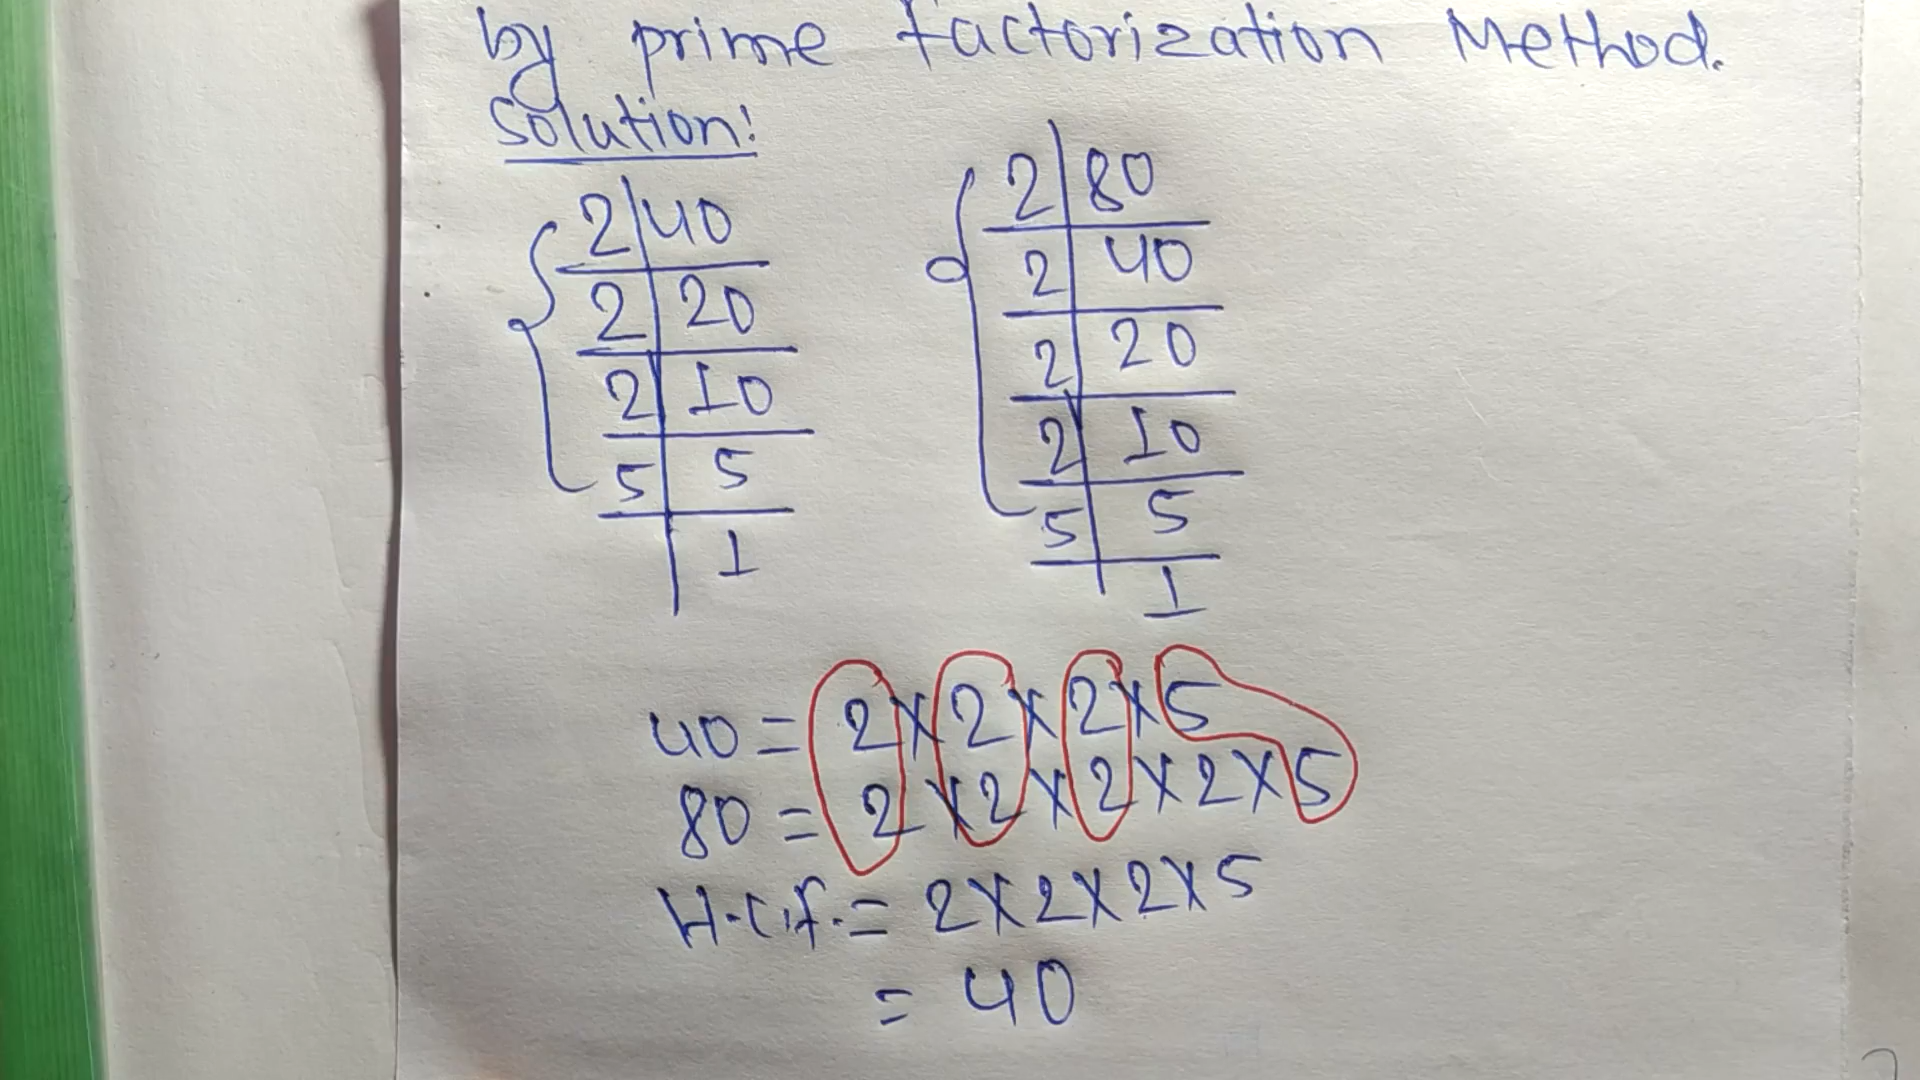 by prime factorization Method.
Solution:
2 40
2 20
2 10
5 5
1
2 80
2 40
2 20
2 10
5 5
1
40 = 2×2×2×5
80 = 2×2×2×2×5
H.C.f. = 2×2×2×5
= 40